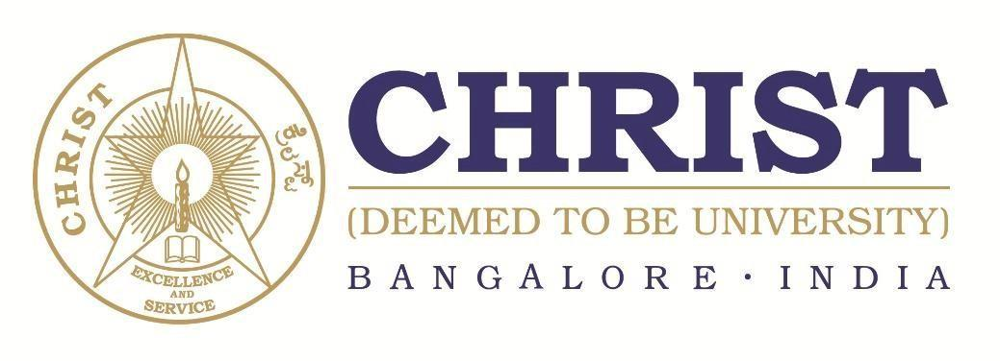 CHRIST
ಕ್ರೈಸ್ಟ್
EXCELLENCE
AND
SERVICE
CHRIST
(DEEMED TO BE UNIVERSITY)
BANGALORE · INDIA